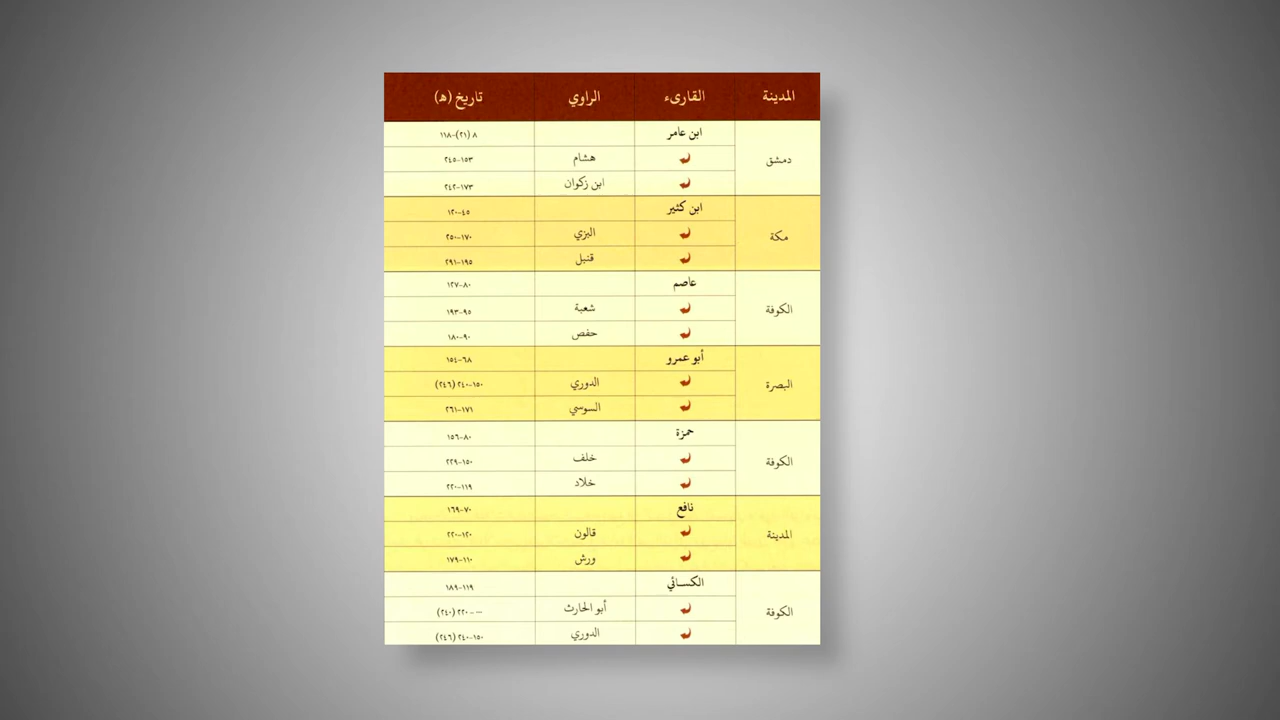 المدينة القارىء الراوي تاريخ (ه)
ابن عامر ٨ (٢١)-١١٨
دمشق هشام ١٥٣-٢٤٥
ابن زكوان ١٧٣-٢٤٢
ابن كثير ٤٥-١٢٠
مكة البزي ١٧٠-٢٥٠
قنبل ١٩٥-٢٩١
عاصم ٨٠-١٢٧
الكوفة شعبة ٩٥-١٩٣
حفص ٩٠-١٨٠
أبو عمرو ٦٨-١٥٤
البصرة الدوري ١٥٠-٢٤٠ (٢٤٦)
السوسي ١٧١-٢٦١
حمزة ٨٠-١٥٦
الكوفة خلف ١٥٠-٢٢٩
خلاد ١١٩-٢٢٠
نافع ٧٠-١٦٩
المدينة قالون ١٢٠-٢٢٠
ورش ١١٠-١٧٩
الكسائي ١١٩-١٨٩
الكوفة أبو الحارث --- ٢٢٠ (٢٤٠)
الدوري ١٥٠-٢٤٠ (٢٤٦)